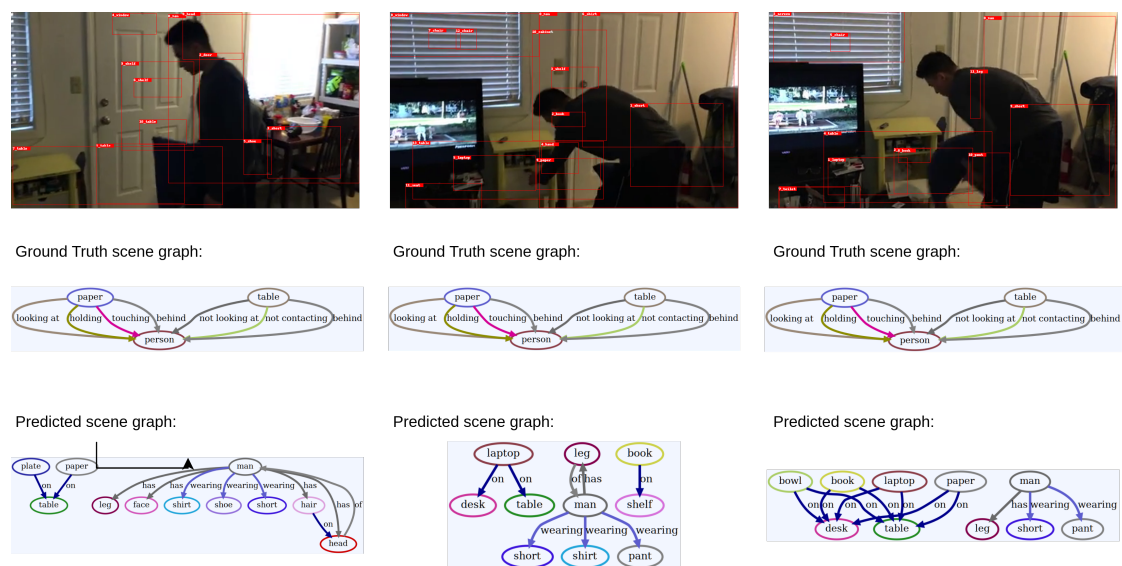 Ground Truth scene graph:
Ground Truth scene graph:
Ground Truth scene graph:
paper
table
looking at
holding
touching
behind
not looking at
not contacting
behind
person
paper
table
looking at
holding
touching
behind
not looking at
not contacting
behind
person
paper
table
looking at
holding
touching
behind
not looking at
not contacting
behind
person
Predicted scene graph:
Predicted scene graph:
Predicted scene graph:
plate
paper
man
on
on
has
has
wearing
wearing
wearing
has
has
of
table
leg
face
shirt
shoe
short
hair
on
head
laptop
leg
book
on
on
of
has
on
desk
table
man
shelf
wearing
wearing
wearing
short
shirt
pant
bowl
book
laptop
paper
man
on
on
on
on
on
on
on
has
wearing
wearing
desk
table
leg
short
pant